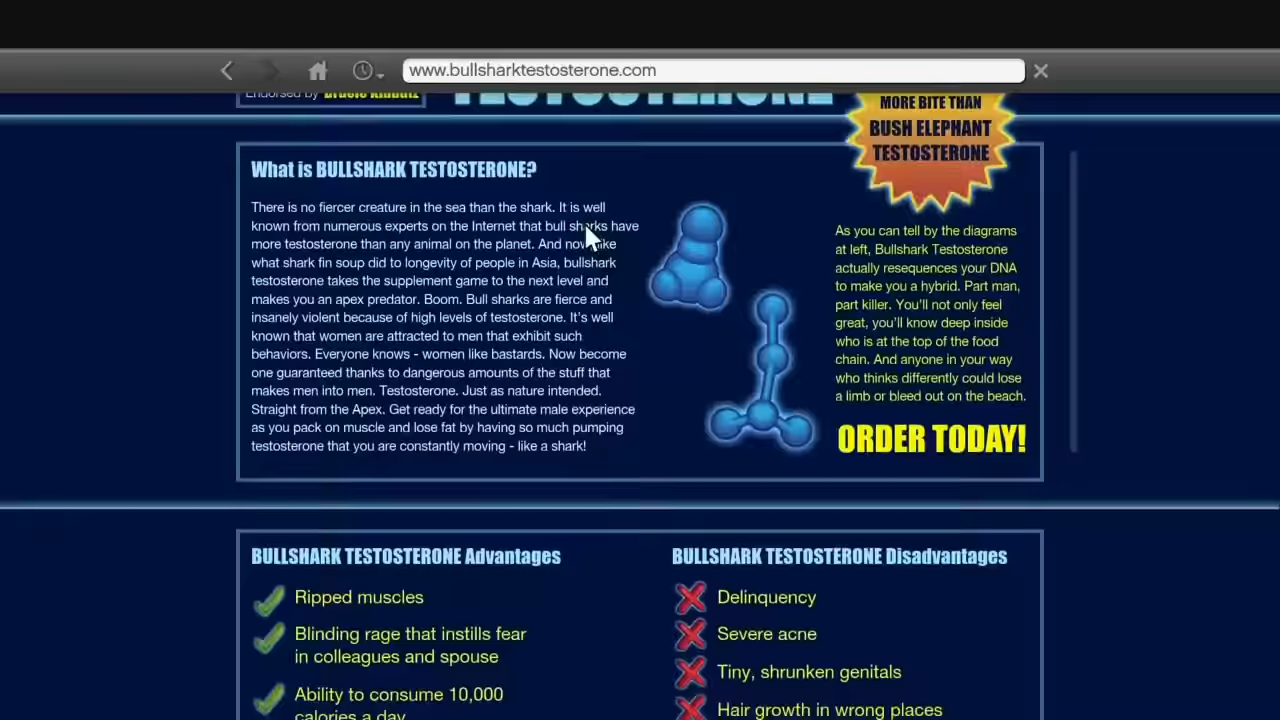 www.bullsharktestosterone.com
Endorsed by Brucie Kibbutz
TESTOSTERONE
MORE BITE THAN
BUSH ELEPHANT
TESTOSTERONE
What is BULLSHARK TESTOSTERONE?
There is no fiercer creature in the sea than the shark. It is well
known from numerous experts on the Internet that bull sharks have
more testosterone than any animal on the planet. And now like
what shark fin soup did to longevity of people in Asia, bullshark
testosterone takes the supplement game to the next level and
makes you an apex predator. Boom. Bull sharks are fierce and
insanely violent because of high levels of testosterone. It's well
known that women are attracted to men that exhibit such
behaviors. Everyone knows - women like bastards. Now become
one guaranteed thanks to dangerous amounts of the stuff that
makes men into men. Testosterone. Just as nature intended.
Straight from the Apex. Get ready for the ultimate male experience
as you pack on muscle and lose fat by having so much pumping
testosterone that you are constantly moving - like a shark!
As you can tell by the diagrams
at left, Bullshark Testosterone
actually resequences your DNA
to make you a hybrid. Part man,
part killer. You'll not only feel
great, you'll know deep inside
who is at the top of the food
chain. And anyone in your way
who thinks differently could lose
a limb or bleed out on the beach.
ORDER TODAY!
BULLSHARK TESTOSTERONE Advantages
Ripped muscles
Blinding rage that instills fear
in colleagues and spouse
Ability to consume 10,000
calories a day
BULLSHARK TESTOSTERONE Disadvantages
Delinquency
Severe acne
Tiny, shrunken genitals
Hair growth in wrong places